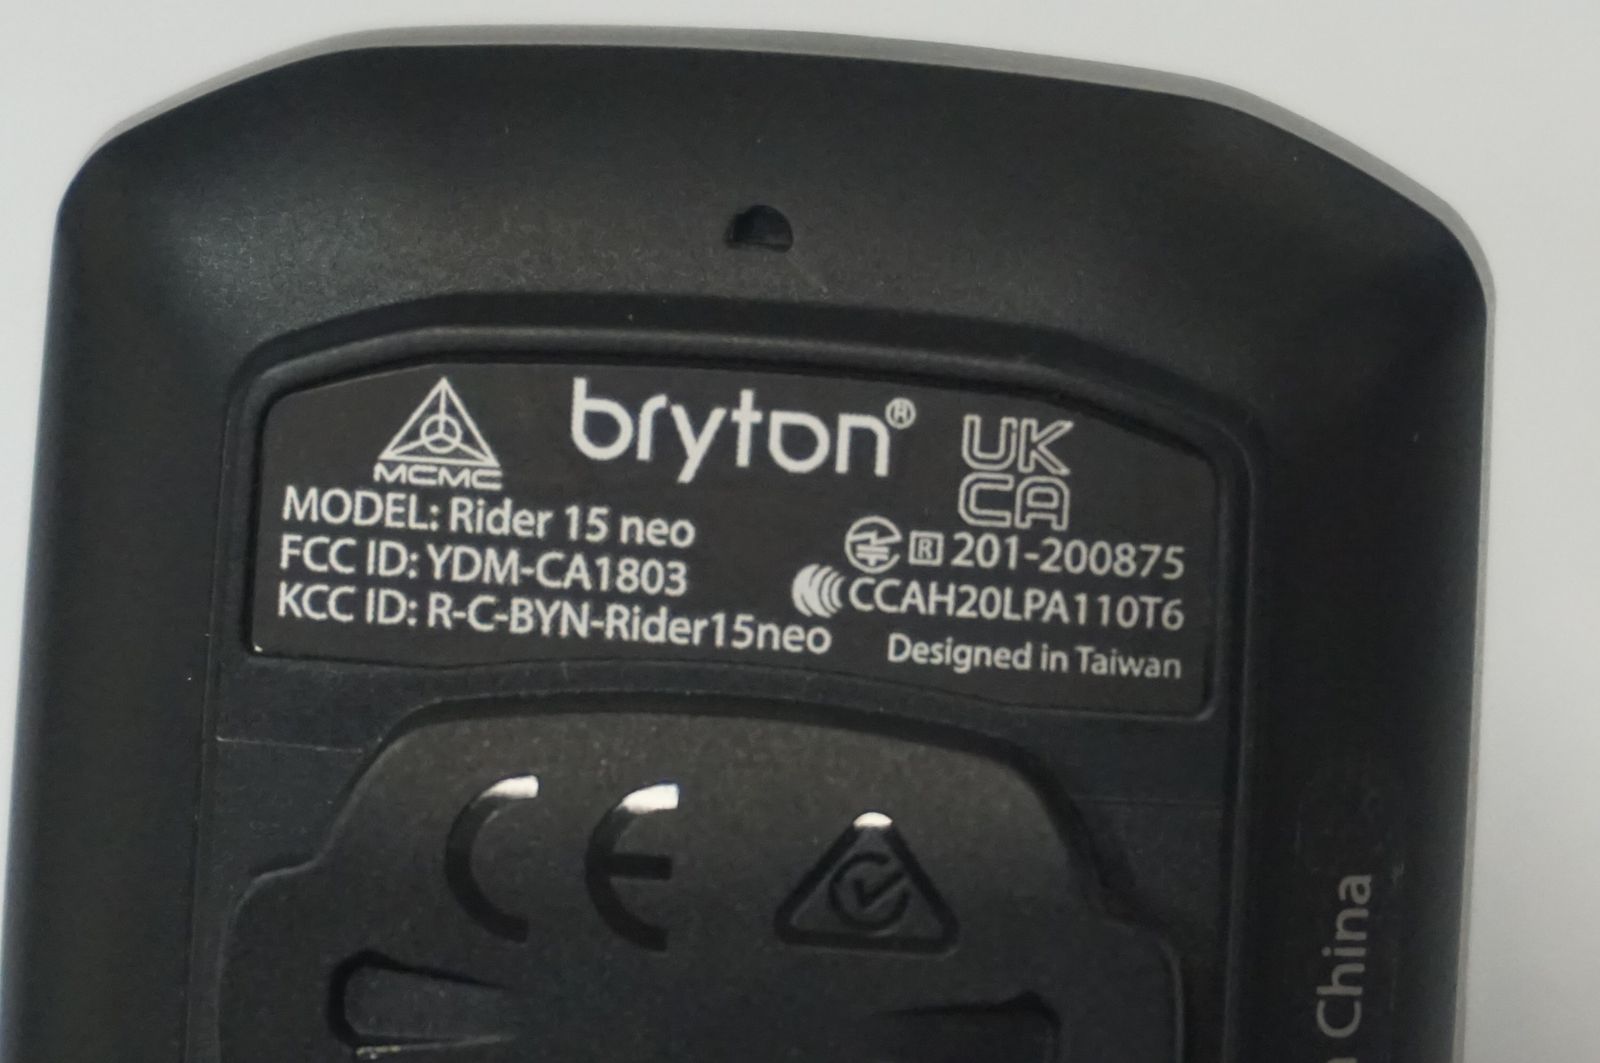 MCMC
bryton®
UK
CA
MODEL: Rider 15 neo
FCC ID: YDM-CA1803
KCC ID: R-C-BYN-Rider15neo
R 201-200875
CCAH20LPA110T6
Designed in Taiwan
CE
China